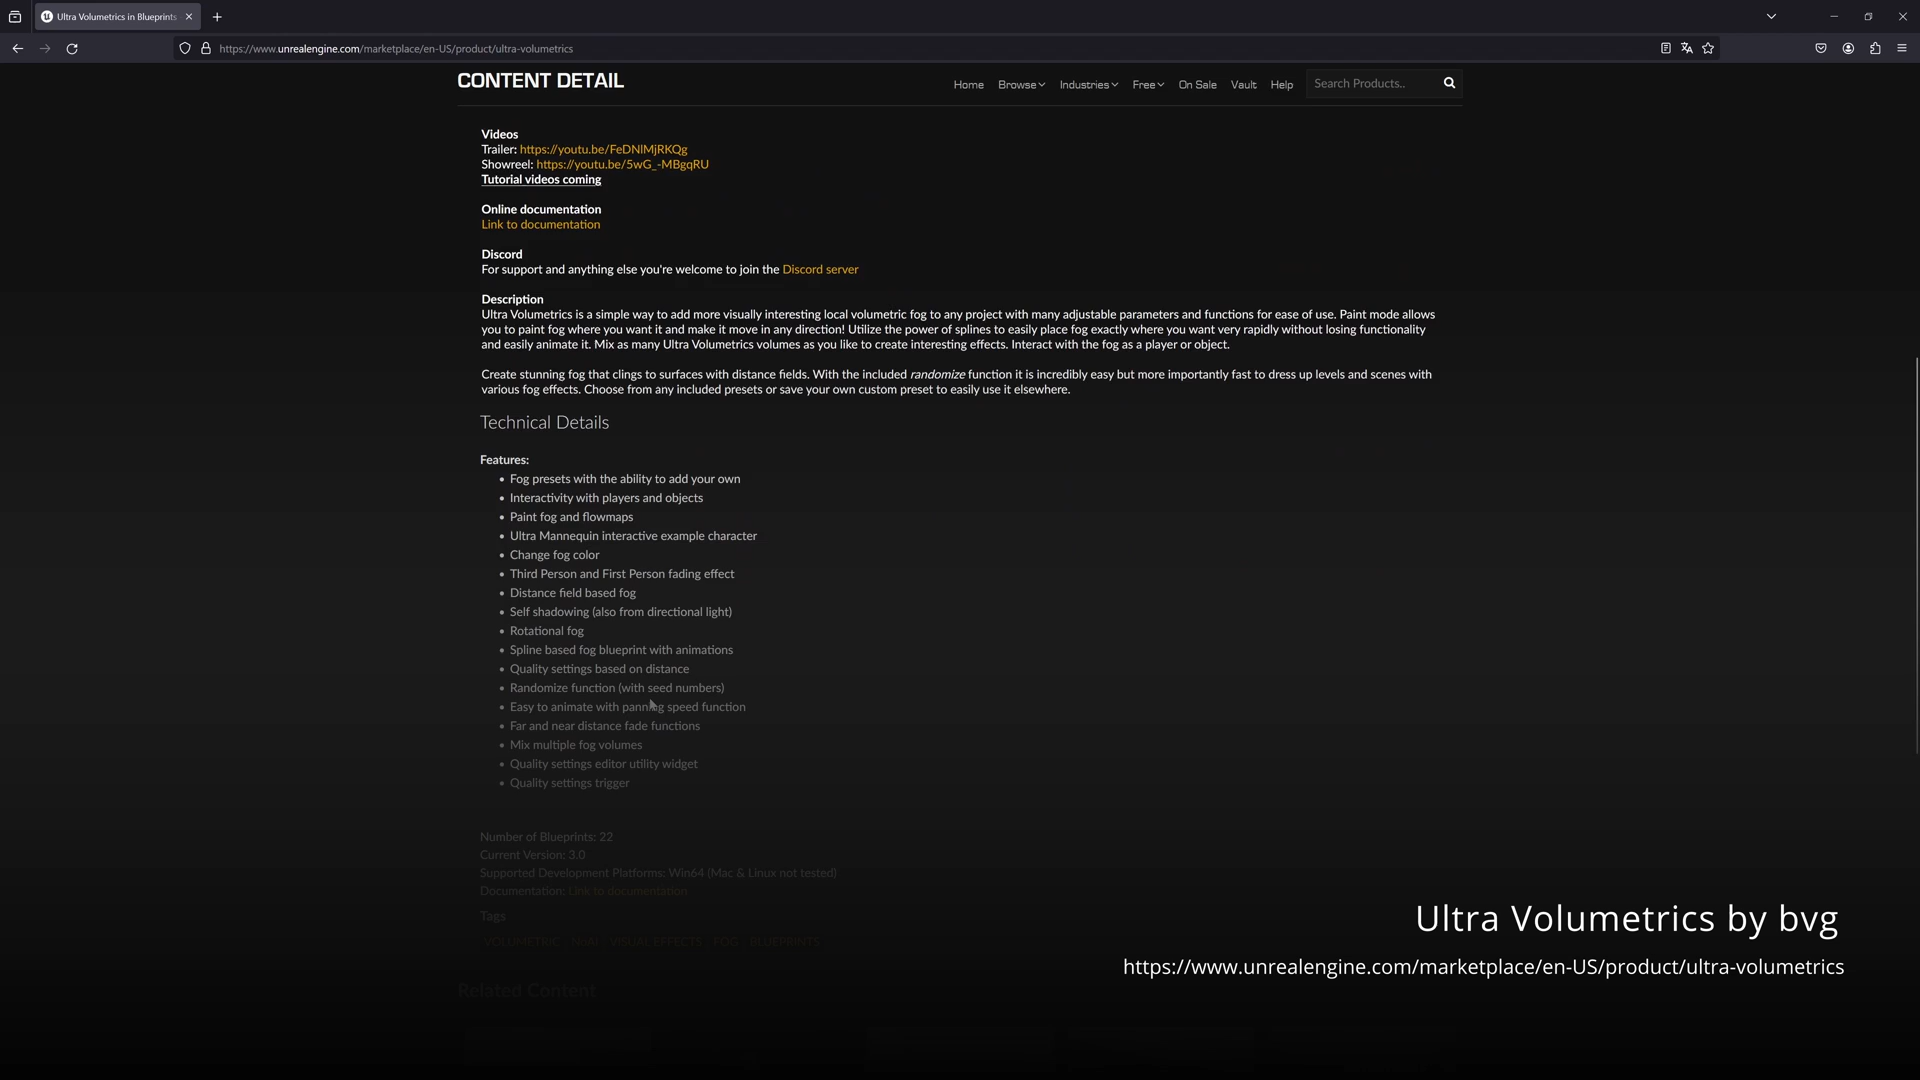 Ultra Volumetrics in Blueprints
https://www.unrealengine.com/marketplace/en-US/product/ultra-volumetrics
CONTENT DETAIL
Home Browse Industries Free On Sale Vault Help Search Products..
Videos
Trailer: https://youtu.be/FeDNlMjRKQg
Showreel: https://youtu.be/5wG_-MBgqRU
Tutorial videos coming
Online documentation
Link to documentation
Discord
For support and anything else you're welcome to join the Discord server
Description
Ultra Volumetrics is a simple way to add more visually interesting local volumetric fog to any project with many adjustable parameters and functions for ease of use. Paint mode allows
you to paint fog where you want it and make it move in any direction! Utilize the power of splines to easily place fog exactly where you want very rapidly without losing functionality
and easily animate it. Mix as many Ultra Volumetrics volumes as you like to create interesting effects. Interact with the fog as a player or object.
Create stunning fog that clings to surfaces with distance fields. With the included randomize function it is incredibly easy but more importantly fast to dress up levels and scenes with
various fog effects. Choose from any included presets or save your own custom preset to easily use it elsewhere.
Technical Details
Features:
• Fog presets with the ability to add your own
• Interactivity with players and objects
• Paint fog and flowmaps
• Ultra Mannequin interactive example character
• Change fog color
• Third Person and First Person fading effect
• Distance field based fog
• Self shadowing (also from directional light)
• Rotational fog
• Spline based fog blueprint with animations
• Quality settings based on distance
• Randomize function (with seed numbers)
• Easy to animate with panning speed function
• Far and near distance fade functions
• Mix multiple fog volumes
• Quality settings editor utility widget
• Quality settings trigger
Number of Blueprints: 22
Current Version: 3.0
Supported Development Platforms: Win64 (Mac & Linux not tested)
Documentation: Link to documentation
Tags
VOLUMETRIC NGAL VISUAL EFFECTS FOG BLUEPRINTS
Related Content
Ultra Volumetrics by bvg
https://www.unrealengine.com/marketplace/en-US/product/ultra-volumetrics